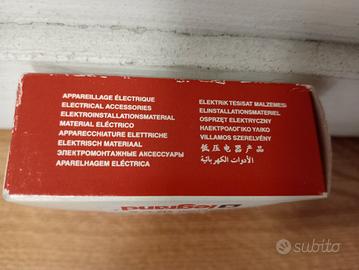 APPAREILLAGE ÉLECTRIQUE
ELECTRICAL ACCESSORIES
ELEKTROINSTALLATIONSMATERIAL
MATERIAL ELÉCTRICO
APPARECCHIATURE ELETTRICHE
ELEKTRISCH MATERIAAL
ЭЛЕКТРОМОНТАЖНЫЕ АКСЕССУАРЫ
APARELHAGEM ELÉCTRICA
ELEKTRIK TESISAT MALZEMESI
ELINSTALLATIONSMATERIEL
OSPRZĘT ELEKTRYCZNY
ΗΛΕΚΤΡΟΛΟΓΙΚΟ ΥΛΙΚΟ
VILLAMOS SZERELVÉNY
低 压 电 器 产 品
الأدوات الكهربائية
legrand
subito